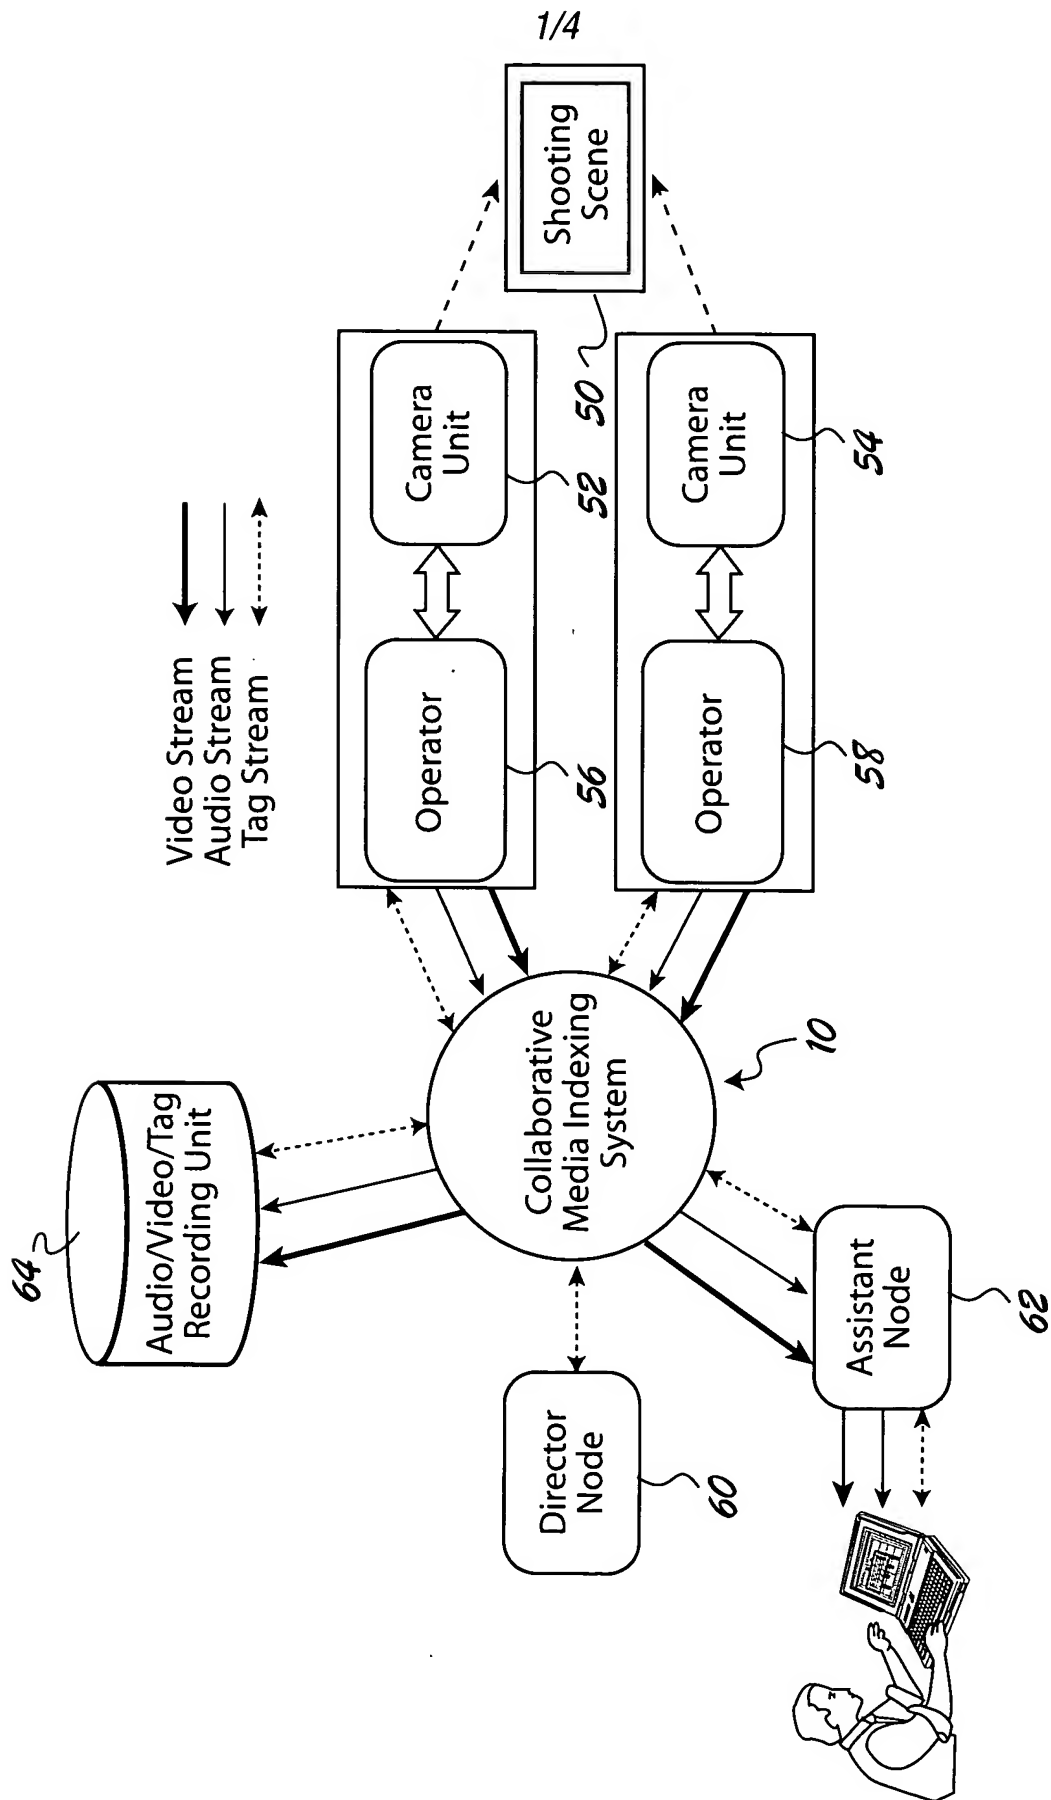 1/4
Video Stream
Audio Stream
Tag Stream
Shooting
Scene
50
Camera
Unit
52
Operator
56
Camera
Unit
54
Operator
58
Collaborative
Media Indexing
System
10
64
Audio/Video/Tag
Recording Unit
Director
Node
60
Assistant
Node
62